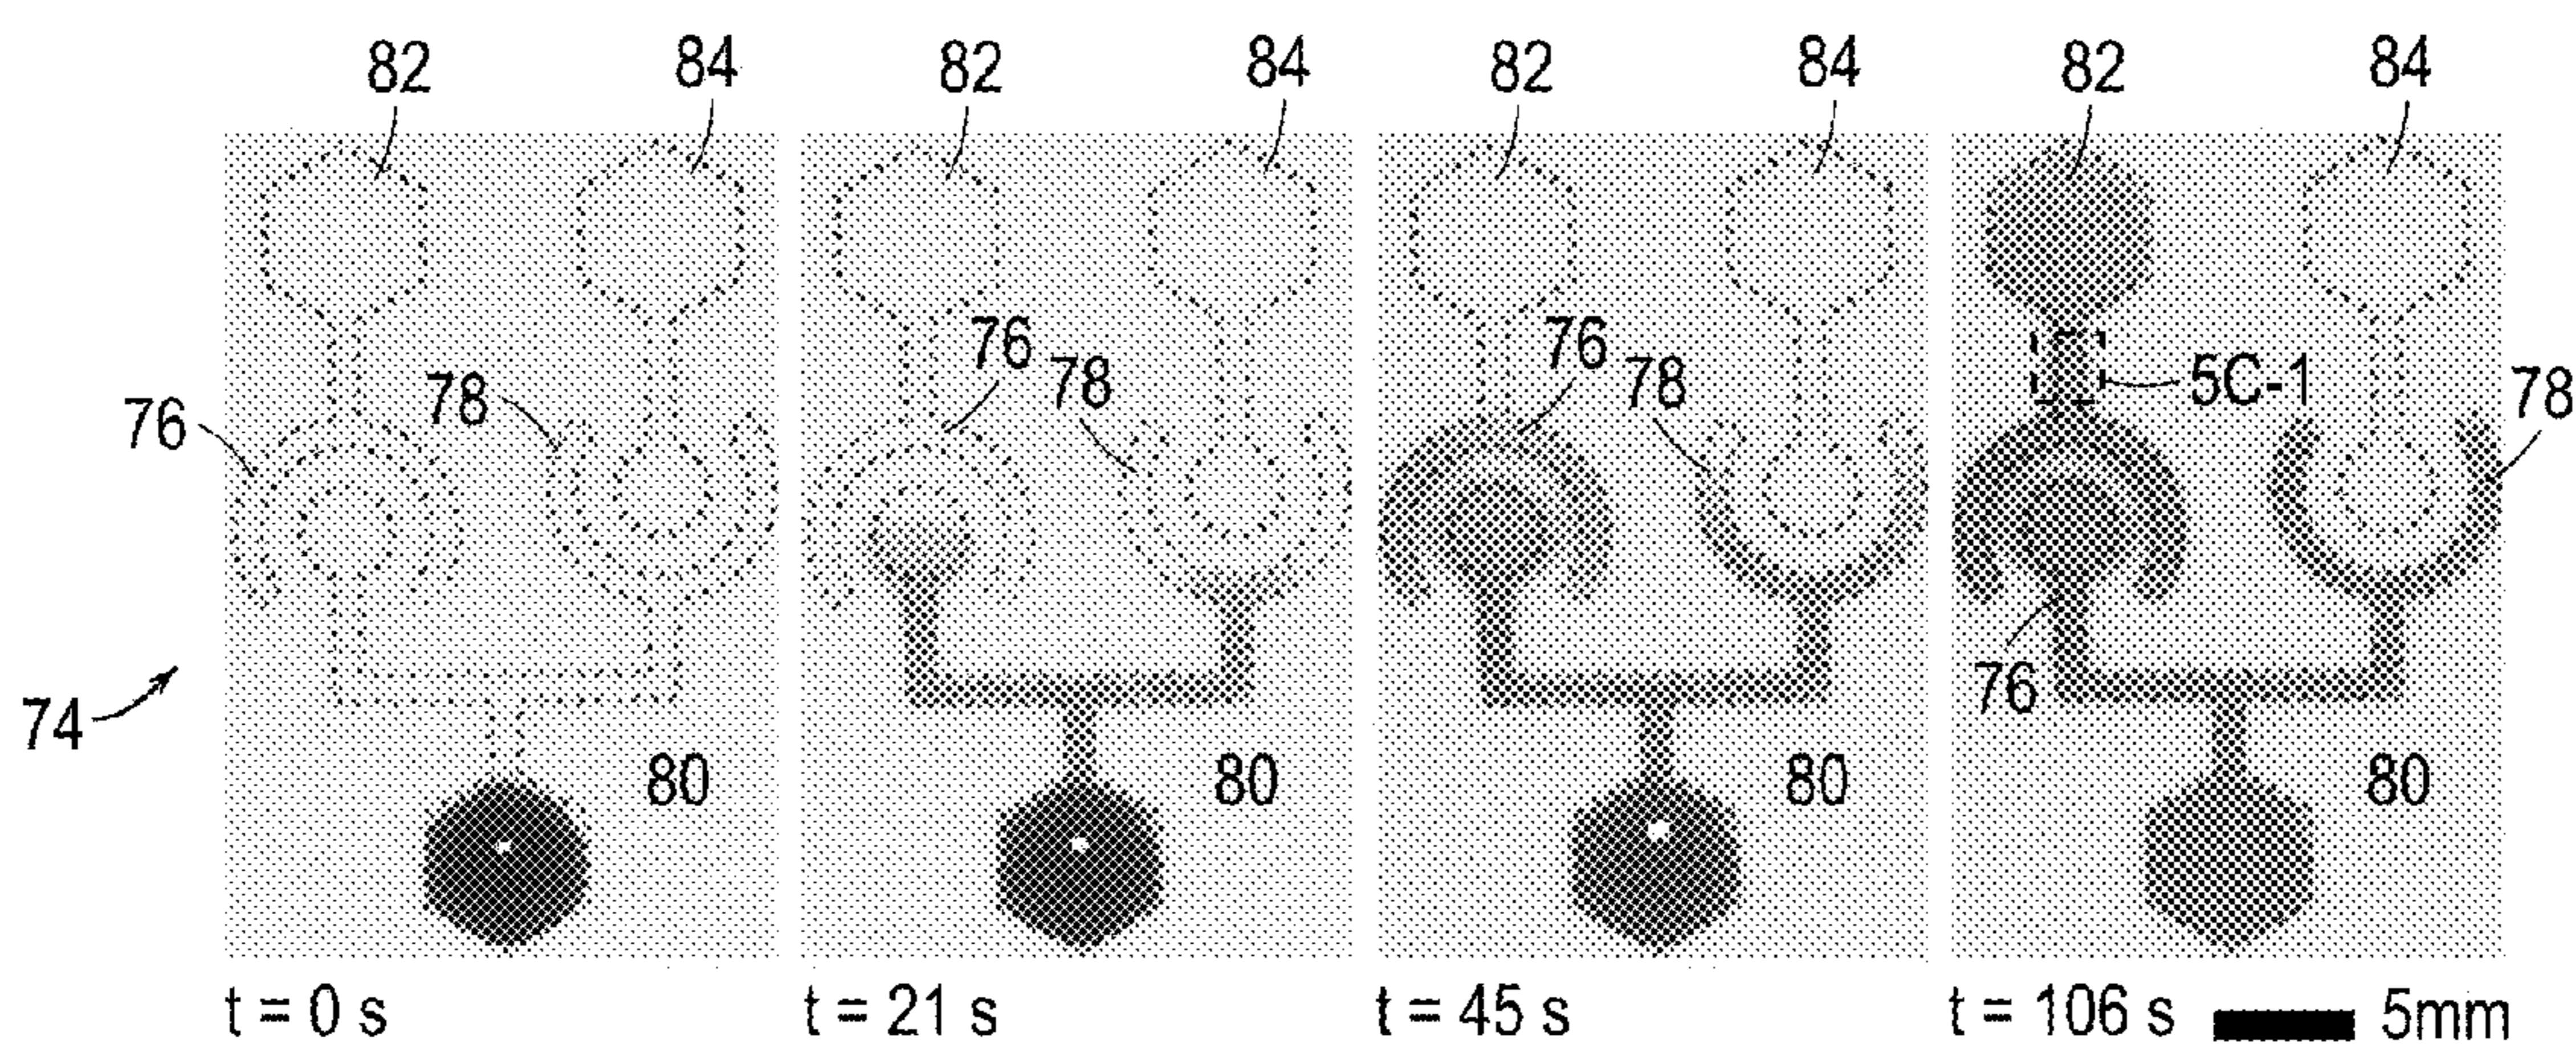 82 84 82 84 82 84 82 84
76 78 76 78 76 78 5C-1 78
74 80 80 80 76 80
t = 0 s t = 21 s t = 45 s t = 106 s 5mm